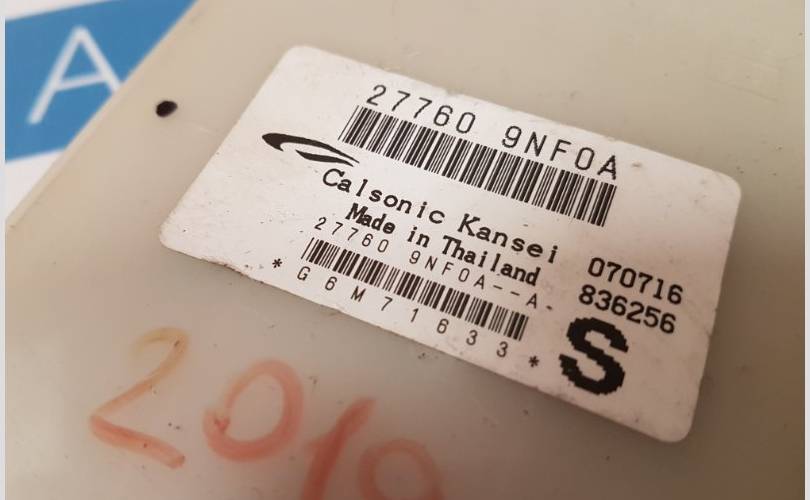 A
27760 9NF0A
Calsonic Kansei
Made in Thailand
27760 9NF0A--A-
*G6M71633*
070716
836256
S
2019